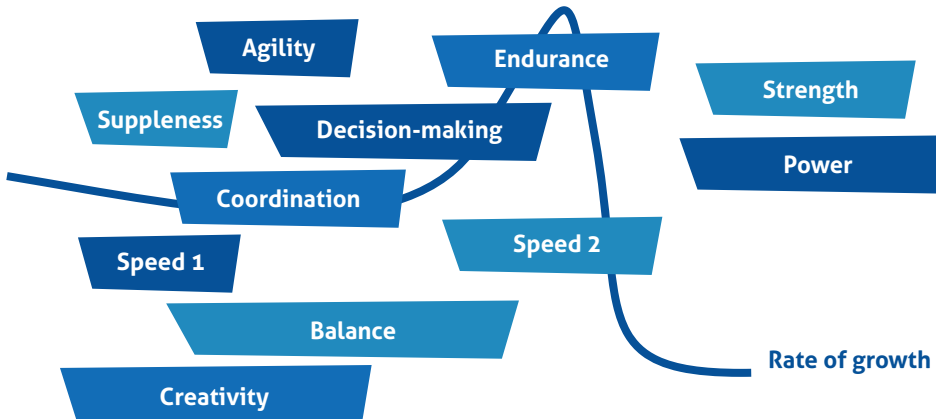 Agility
Endurance
Strength
Suppleness
Decision-making
Power
Coordination
Speed 1
Speed 2
Balance
Rate of growth
Creativity